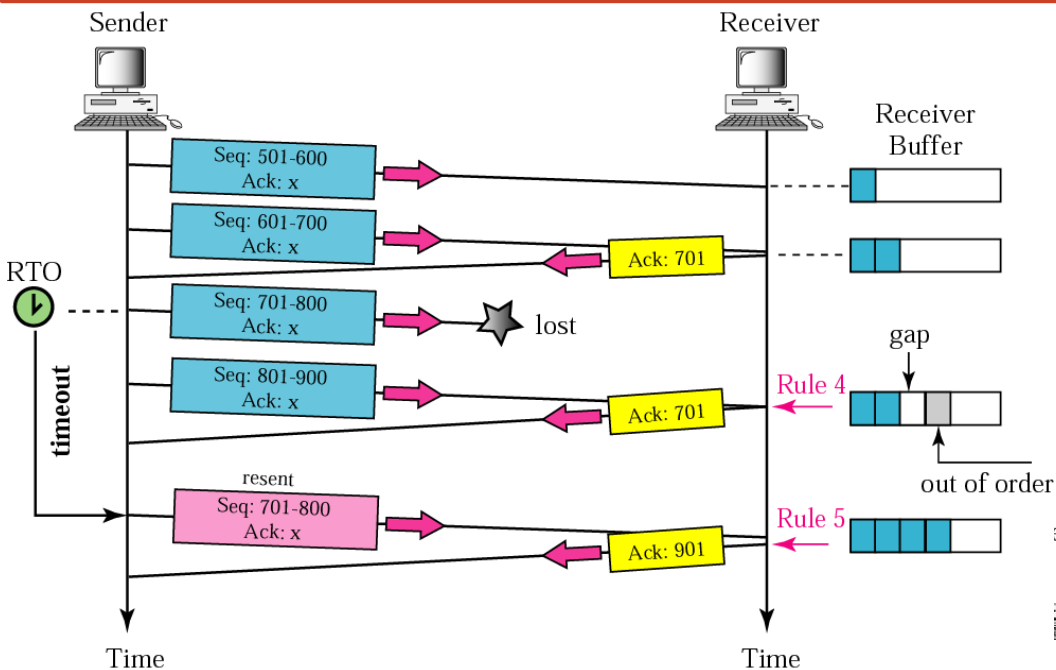 Sender
Receiver
Receiver
Buffer
Seq: 501-600
Ack: x
Seq: 601-700
Ack: x
Ack: 701
RTO
Seq: 701-800
Ack: x
lost
gap
timeout
Seq: 801-900
Ack: x
Ack: 701
Rule 4
out of order
resent
Seq: 701-800
Ack: x
Rule 5
Ack: 901
Time
Time